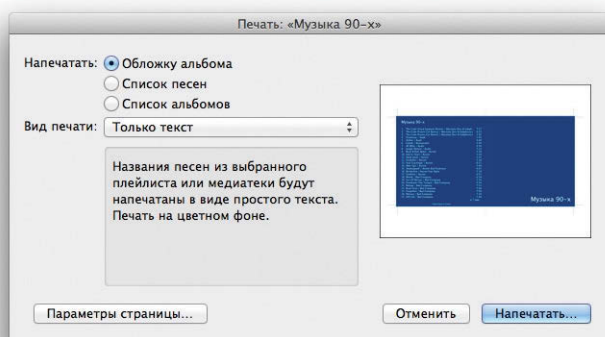 Печать: «Музыка 90-х»
Напечатать:
Обложку альбома
Список песен
Список альбомов
Вид печати: Только текст
Названия песен из выбранного
плейлиста или медиатеки будут
напечатаны в виде простого текста.
Печать на цветном фоне.
Музыка 90-х
Музыка 90-х
Параметры страницы...
Отменить
Напечатать...